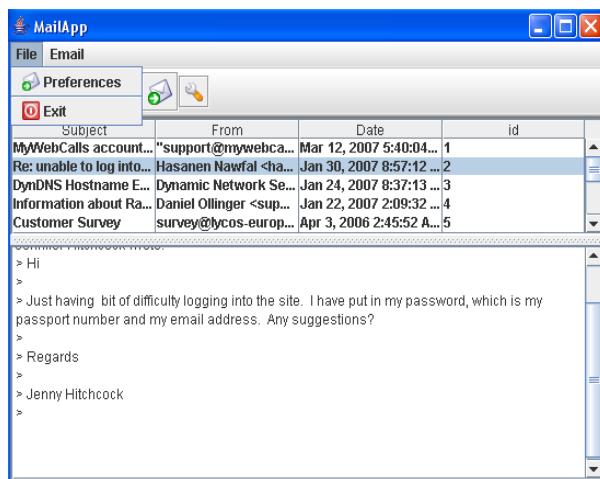 MailApp
File Email
Preferences
Exit
Subject From Date id
MyWebCalls account... "support@mywebca... Mar 12, 2007 5:40:04... 1
Re: unable to log into... Hasanen Nawfal <ha... Jan 30, 2007 8:57:12 ... 2
DynDNS Hostname E... Dynamic Network Se... Jan 24, 2007 8:37:13 ... 3
Information about Ra... Daniel Ollinger <sup... Jan 22, 2007 2:09:32 ... 4
Customer Survey survey@lycos-europ... Apr 3, 2006 2:45:52 A... 5
> Hi
>
> Just having bit of difficulty logging into the site. I have put in my password, which is my
passport number and my email address. Any suggestions?
>
> Regards
>
> Jenny Hitchcock
>